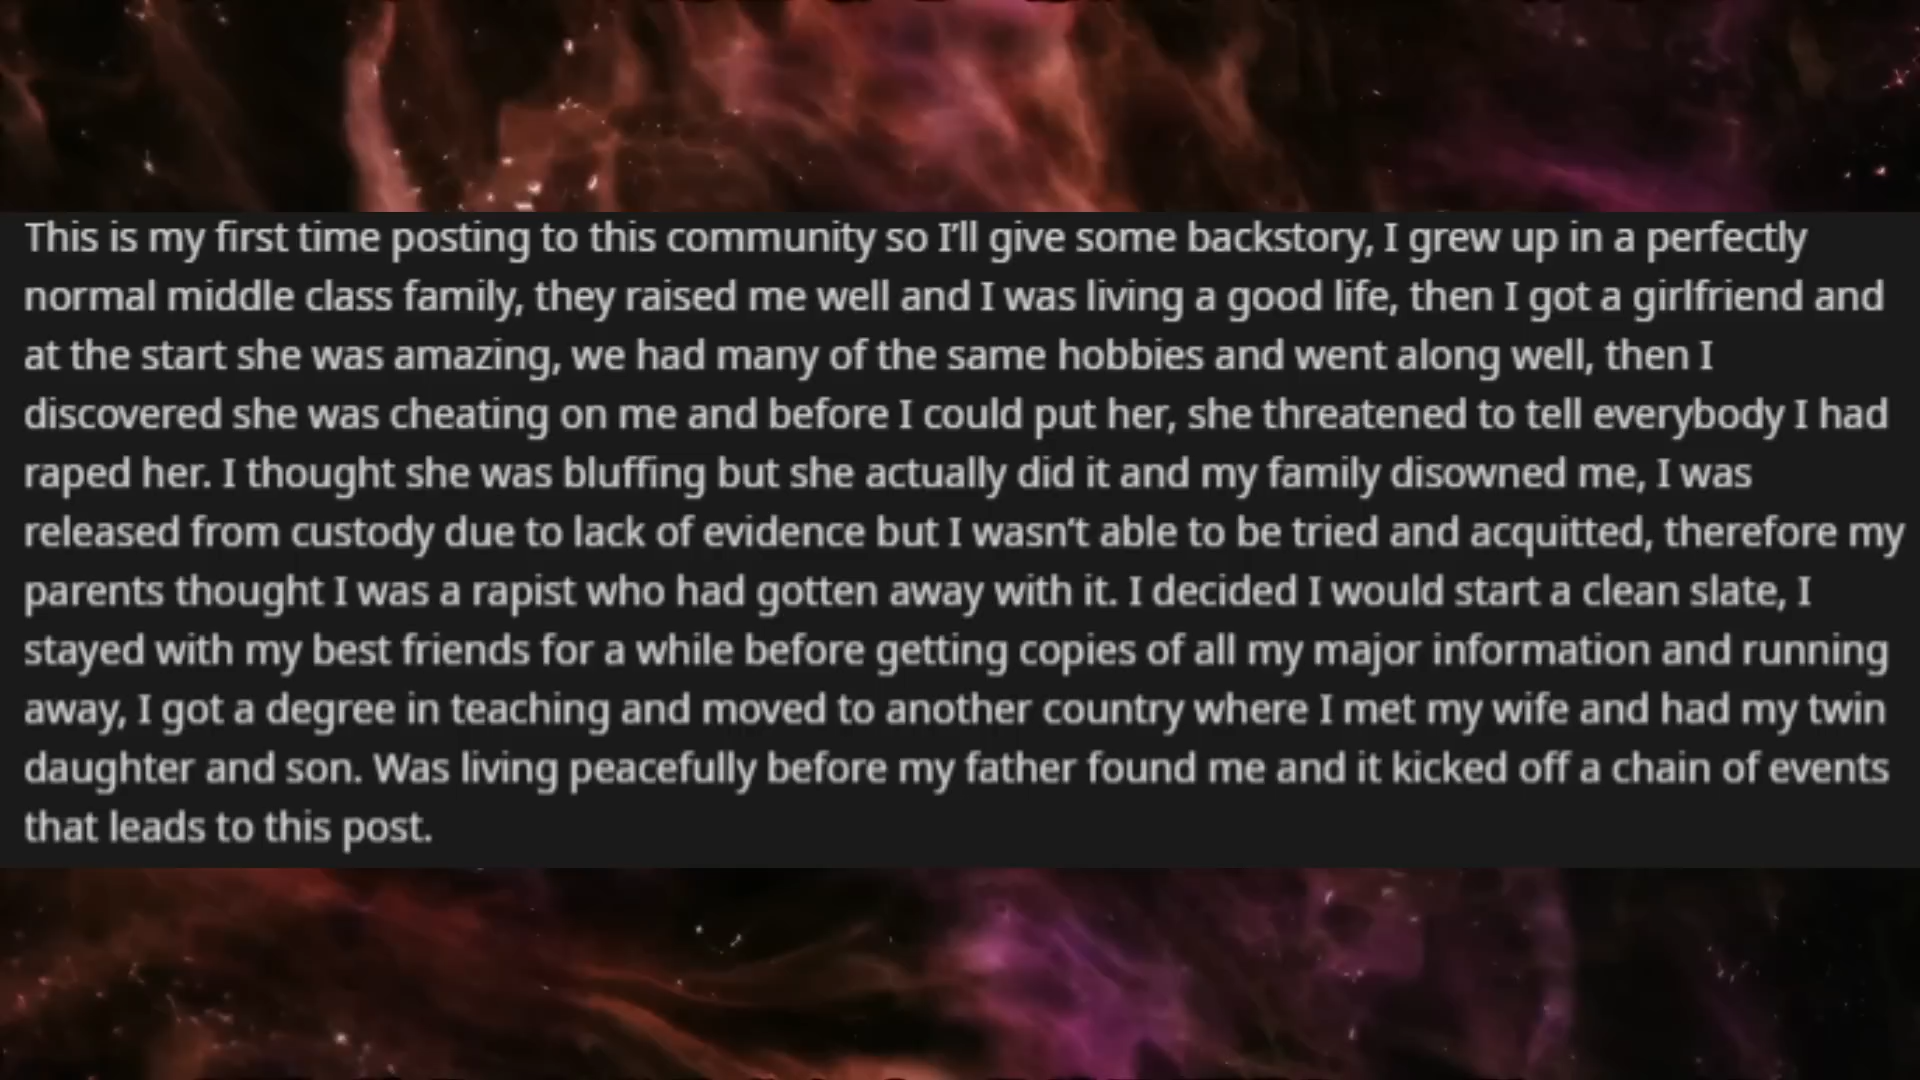 This is my first time posting to this community so I'll give some backstory, I grew up in a perfectly
normal middle class family, they raised me well and I was living a good life, then I got a girlfriend and
at the start she was amazing, we had many of the same hobbies and went along well, then I
discovered she was cheating on me and before I could put her, she threatened to tell everybody I had
raped her. I thought she was bluffing but she actually did it and my family disowned me, I was
released from custody due to lack of evidence but I wasn't able to be tried and acquitted, therefore my
parents thought I was a rapist who had gotten away with it. I decided I would start a clean slate, I
stayed with my best friends for a while before getting copies of all my major information and running
away, I got a degree in teaching and moved to another country where I met my wife and had my twin
daughter and son. Was living peacefully before my father found me and it kicked off a chain of events
that leads to this post.